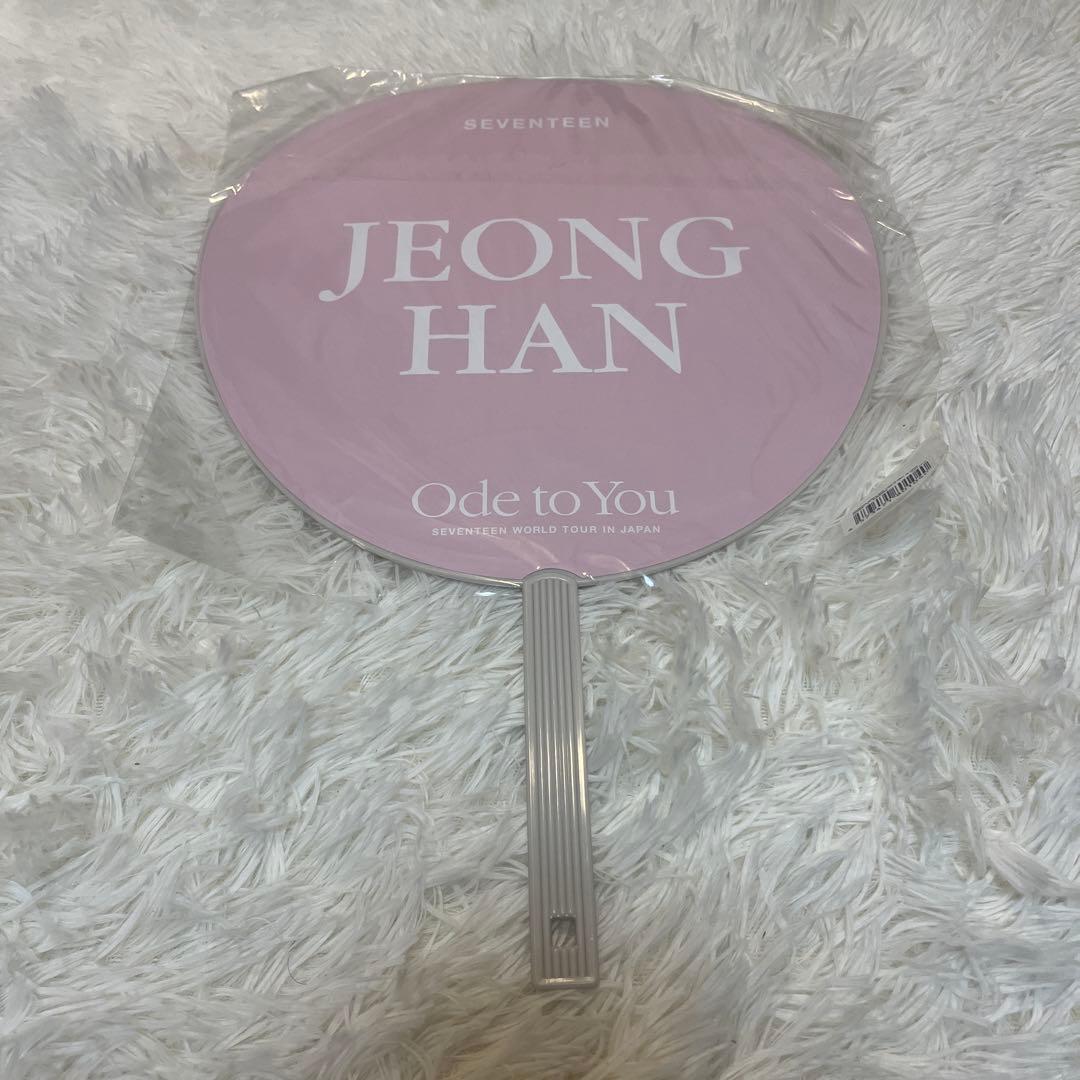 SEVENTEEN
JEONG
HAN
Ode to You
SEVENTEEN WORLD TOUR IN JAPAN